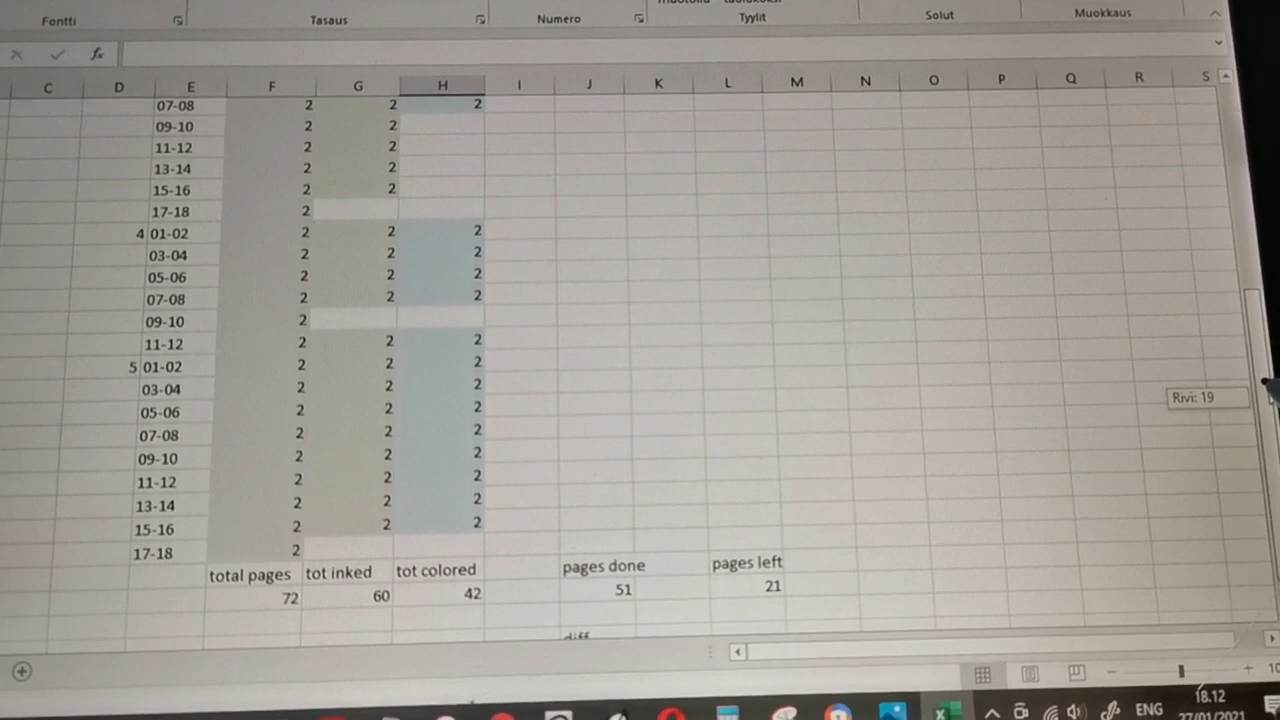 Fontti Tasaus Numero Tyylit Solut Muokkaus
fx
C D E F G H I J K L M N O P Q R S
07-08 2 2 2
09-10 2 2
11-12 2 2
13-14 2 2
15-16 2 2
17-18 2
4 01-02 2 2 2
03-04 2 2 2
05-06 2 2 2
07-08 2 2 2
09-10 2
11-12 2 2 2
5 01-02 2 2 2
03-04 2 2 2
05-06 2 2 2
Rivi: 19
07-08 2 2 2
09-10 2 2 2
11-12 2 2 2
13-14 2 2 2
15-16 2 2 2
17-18 2
total pages tot inked tot colored pages done pages left
72 60 42 51 21
ENG 18.12
27/01/2021